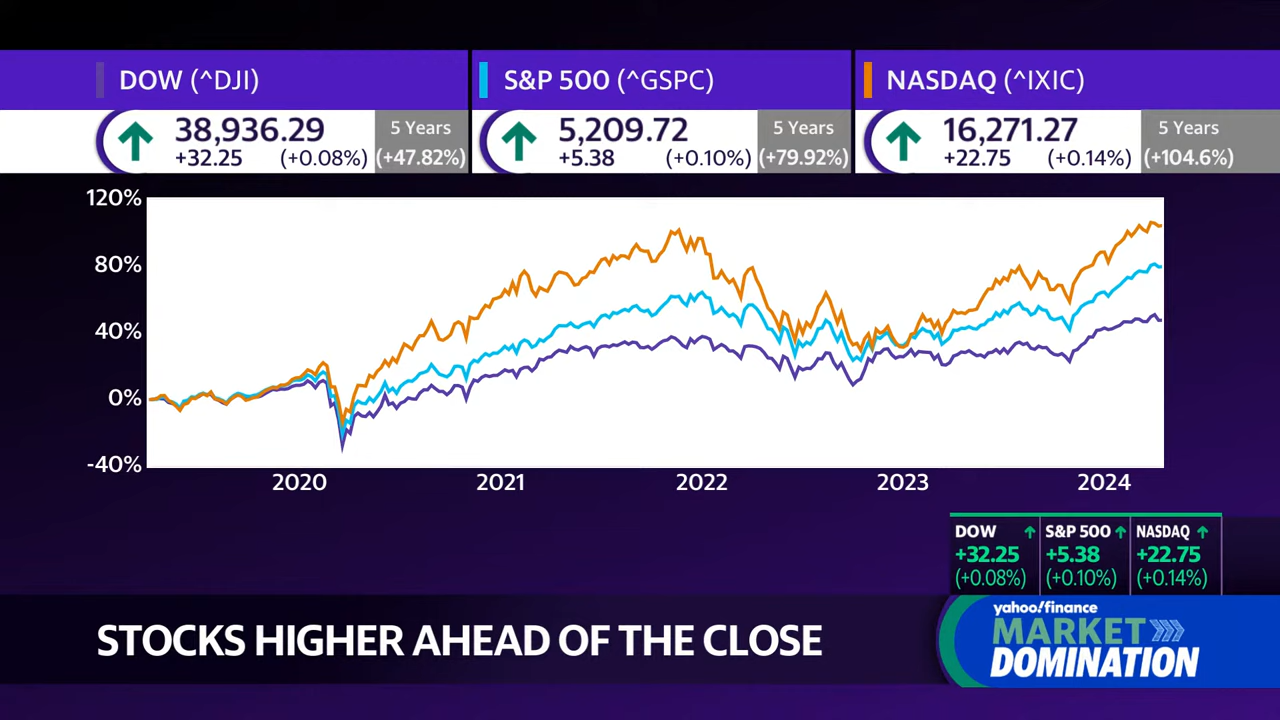 DOW (^DJI)
38,936.29
+32.25 (+0.08%)
5 Years
(+47.82%)
S&P 500 (^GSPC)
5,209.72
+5.38 (+0.10%)
5 Years
(+79.92%)
NASDAQ (^IXIC)
16,271.27
+22.75 (+0.14%)
5 Years
(+104.6%)
120%
80%
40%
0%
-40%
2020 2021 2022 2023 2024
DOW
+32.25
(+0.08%)
S&P 500
+5.38
(+0.10%)
NASDAQ
+22.75
(+0.14%)
STOCKS HIGHER AHEAD OF THE CLOSE
yahoo!finance
MARKET
DOMINATION